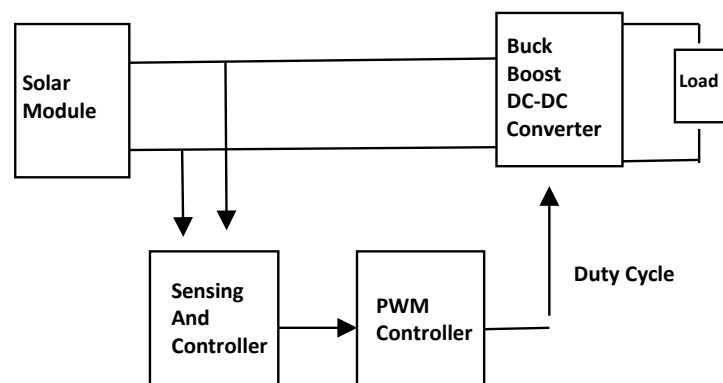 Solar
Module
Buck
Boost
DC-DC
Converter
Load
Sensing
And
Controller
PWM
Controller
Duty Cycle